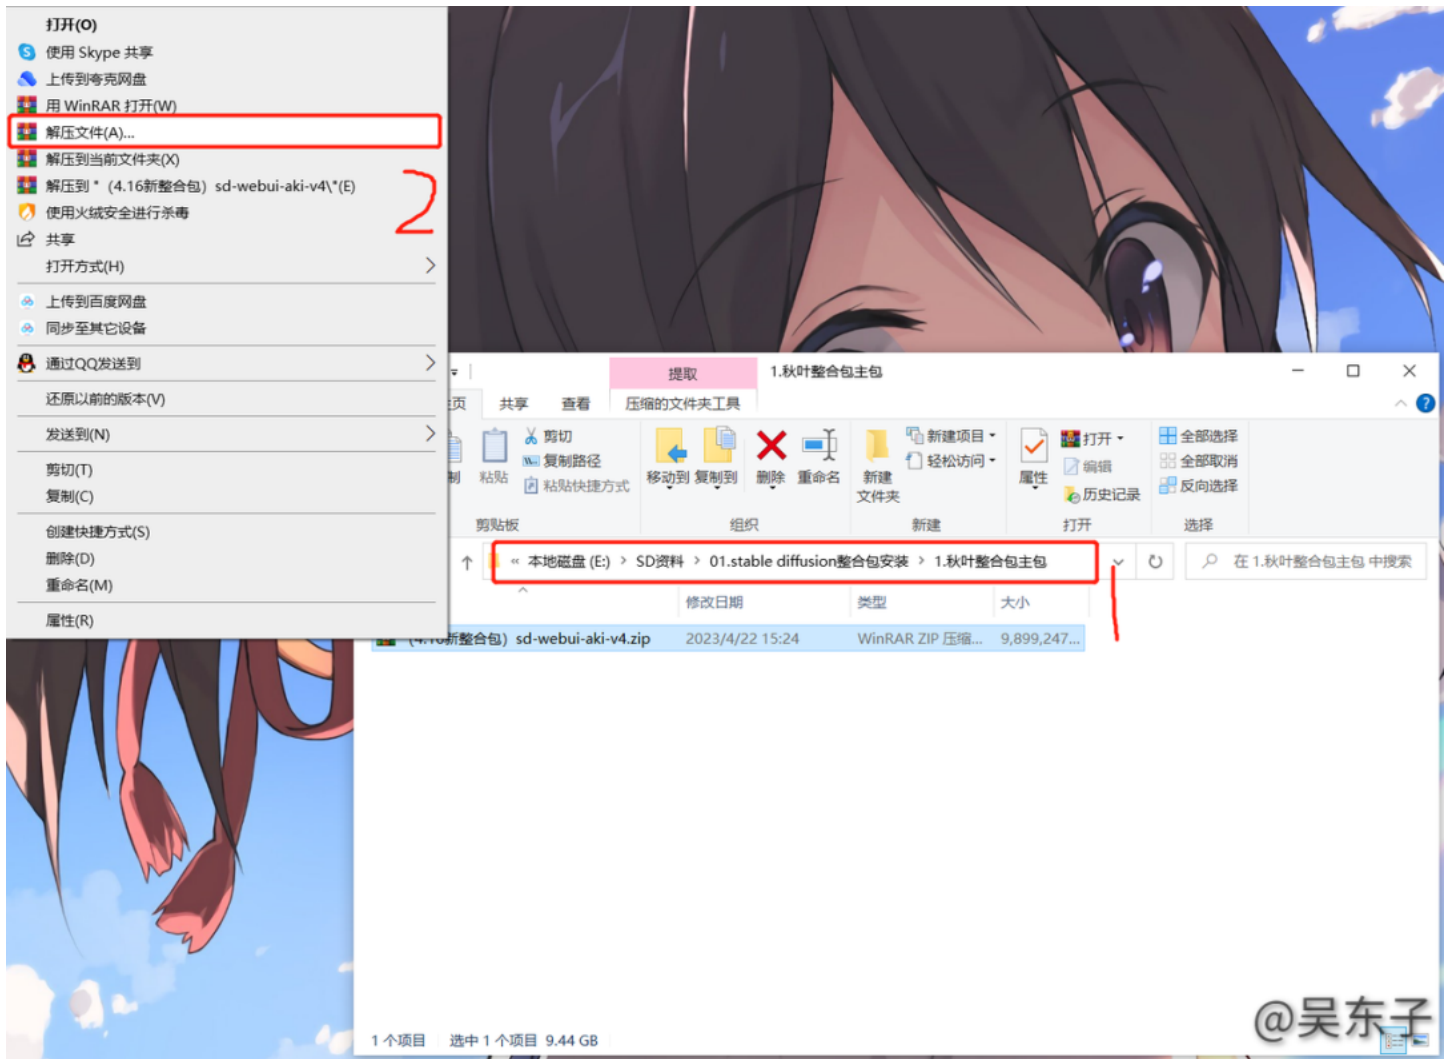 打开(O)
使用 Skype 共享
上传到夸克网盘
用 WinRAR 打开(W)
解压文件(A)...
解压到当前文件夹(X)
解压到 "（4.16新整合包）sd-webui-aki-v4\"(E)
使用火绒安全进行杀毒
共享
打开方式(H)
上传到百度网盘
同步至其它设备
通过QQ发送到
还原以前的版本(V)
发送到(N)
剪切(T)
复制(C)
创建快捷方式(S)
删除(D)
重命名(M)
属性(R)
2
提取
1.秋叶整合包主包
页 共享 查看 压缩的文件夹工具
制 粘贴
剪切
复制路径
粘贴快捷方式
移动到 复制到 删除 重命名
新建
文件夹
新建项目
轻松访问
属性
打开
编辑
历史记录
全部选择
全部取消
反向选择
剪贴板 组织 新建 打开 选择
« 本地磁盘 (E:) > SD资料 > 01.stable diffusion整合包安装 > 1.秋叶整合包主包
在 1.秋叶整合包主包 中搜索
1
修改日期 类型 大小
(4.16新整合包）sd-webui-aki-v4.zip 2023/4/22 15:24 WinRAR ZIP 压缩... 9,899,247...
1 个项目 选中 1 个项目 9.44 GB
@吴东子